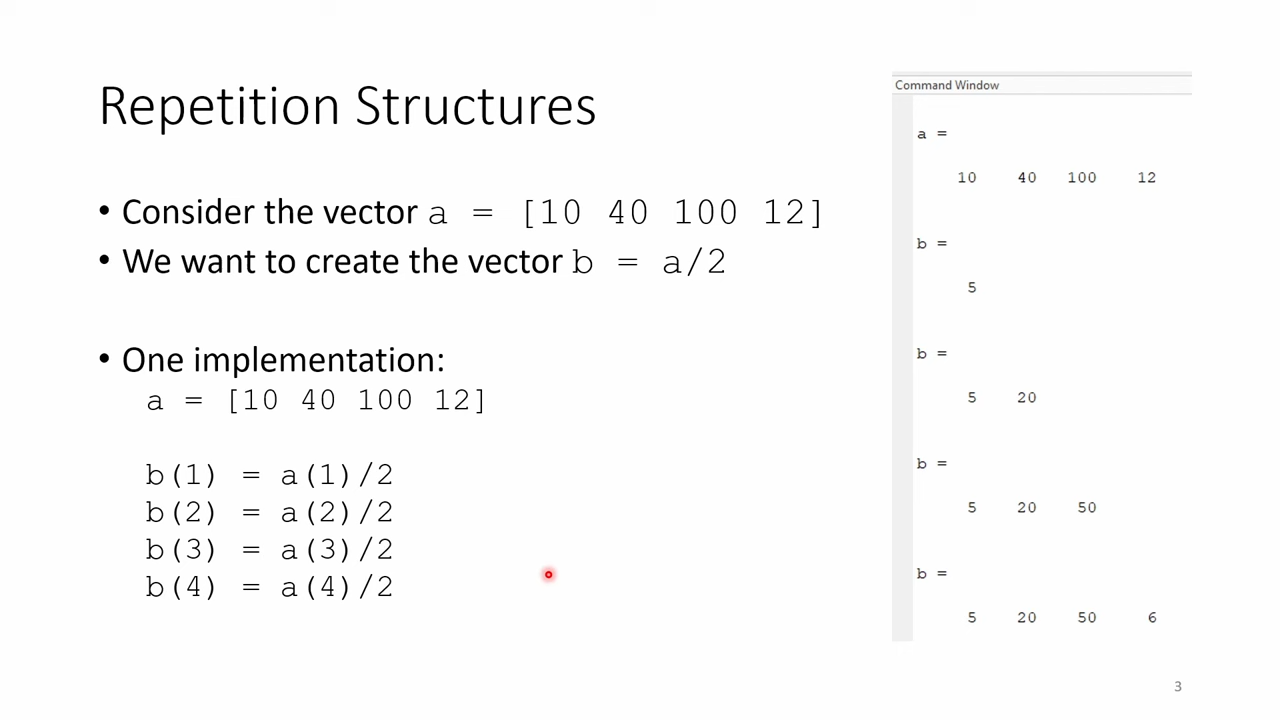 Repetition Structures
• Consider the vector a = [10 40 100 12]
• We want to create the vector b = a/2
• One implementation:
a = [10 40 100 12]
b(1) = a(1)/2
b(2) = a(2)/2
b(3) = a(3)/2
b(4) = a(4)/2
Command Window
a =
10 40 100 12
b =
5
b =
5 20
b =
5 20 50
b =
5 20 50 6
3